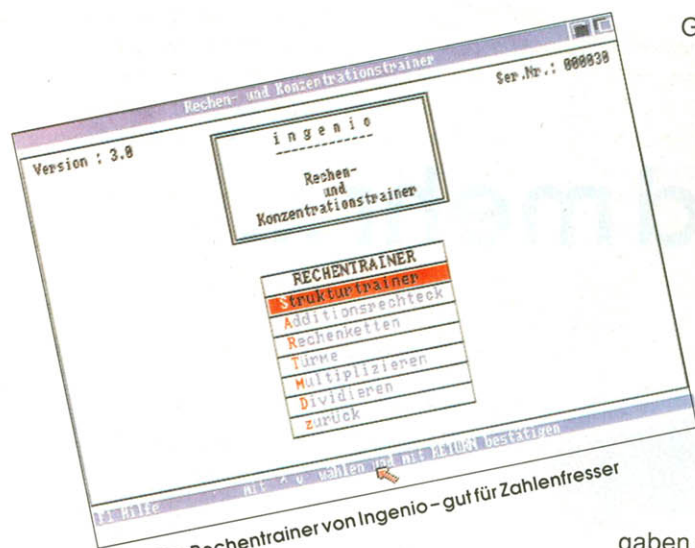 G
Rechen- und Konzentrationstrainer
Version : 3.0
Ser.Nr.: 000030
ingenio
Rechen-
und
Konzentrationstrainer
RECHENTRAINER
Strukturtrainer
Additionsrechteck
Rechenketten
Türme
Multiplizieren
Dividieren
zurück
F1 Hilfe mit ^ v wählen und mit RETURN bestätigen
Rechentrainer von Ingenio – gut für Zahlenfresser
gaben